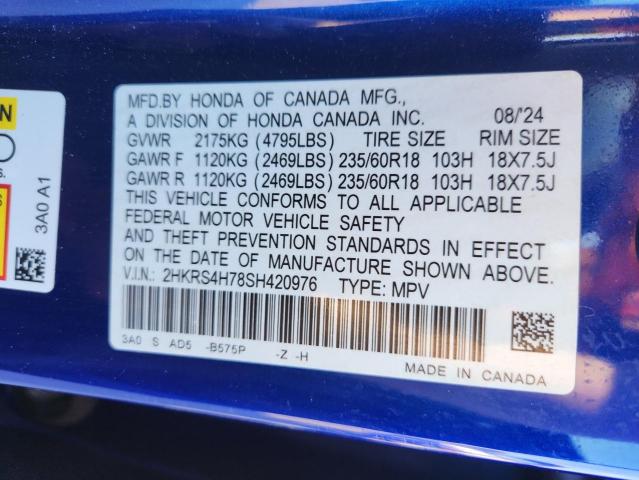 MFD.BY HONDA OF CANADA MFG.,
A DIVISION OF HONDA CANADA INC. 08/'24
GVWR 2175KG (4795LBS) TIRE SIZE RIM SIZE
GAWR F 1120KG (2469LBS) 235/60R18 103H 18X7.5J
GAWR R 1120KG (2469LBS) 235/60R18 103H 18X7.5J
THIS VEHICLE CONFORMS TO ALL APPLICABLE
FEDERAL MOTOR VEHICLE SAFETY
AND THEFT PREVENTION STANDARDS IN EFFECT
ON THE DATE OF MANUFACTURE SHOWN ABOVE.
V.I.N: 2HKRS4H78SH420976 TYPE: MPV
3A0 S AD5 -B575P -Z -H
MADE IN CANADA
3A0 A1